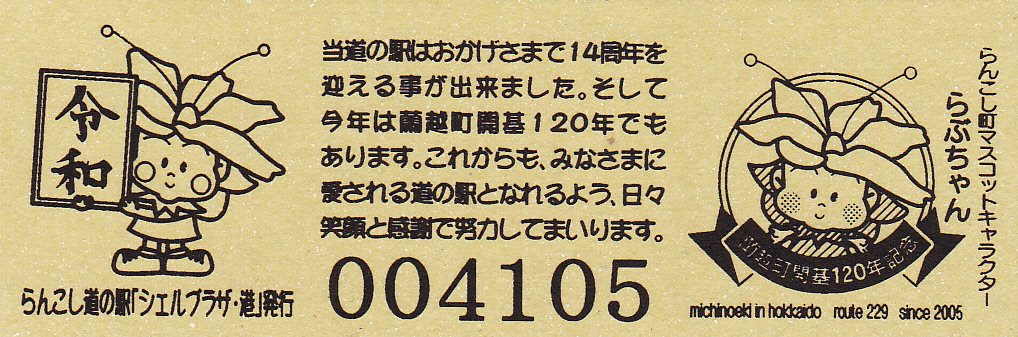 令
和
らんこし道の駅「シェルプラザ・港」発行
当道の駅はおかげさまで14周年を
迎える事が出来ました。そして
今年は蘭越町開基120年でも
あります。これからも、みなさまに
愛される道の駅となれるよう、日々
笑顔と感謝で努力してまいります。
004105
らんこし町マスコットキャラクター
らぶちゃん
蘭越町開基120年記念
michinoeki in hokkaido route 229 since 2005